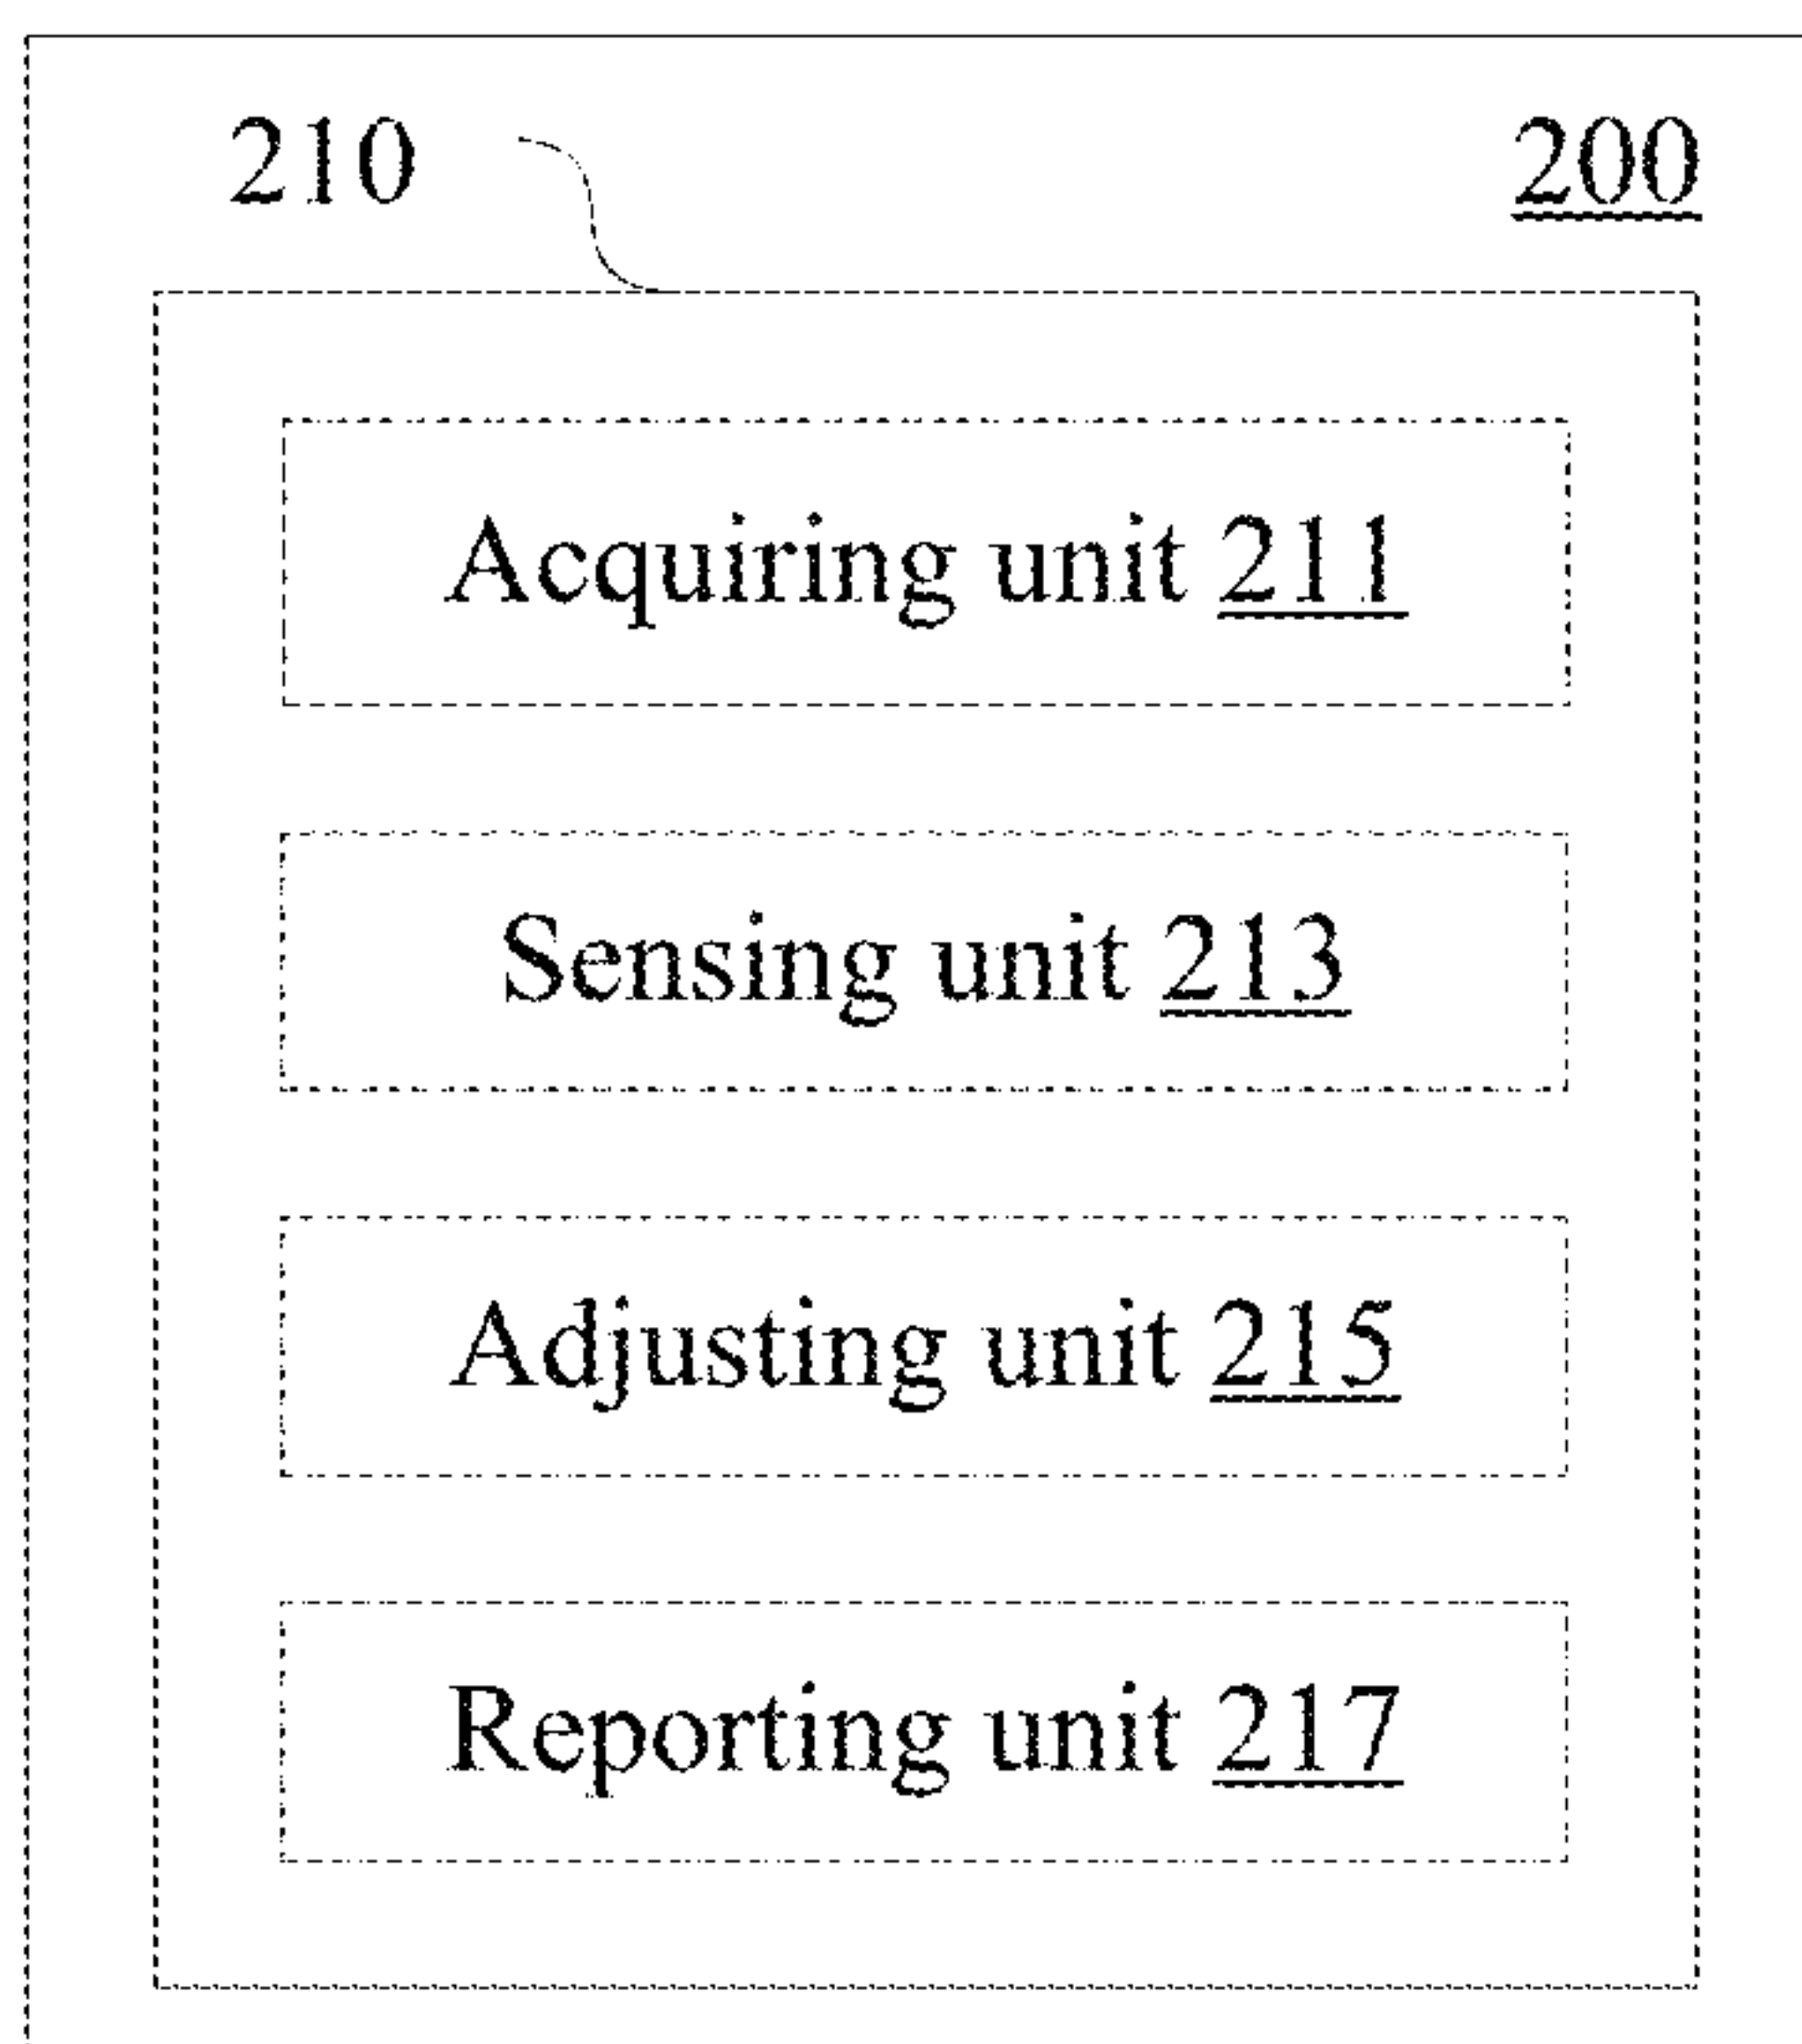 210
200
Acquiring unit 211
Sensing unit 213
Adjusting unit 215
Reporting unit 217